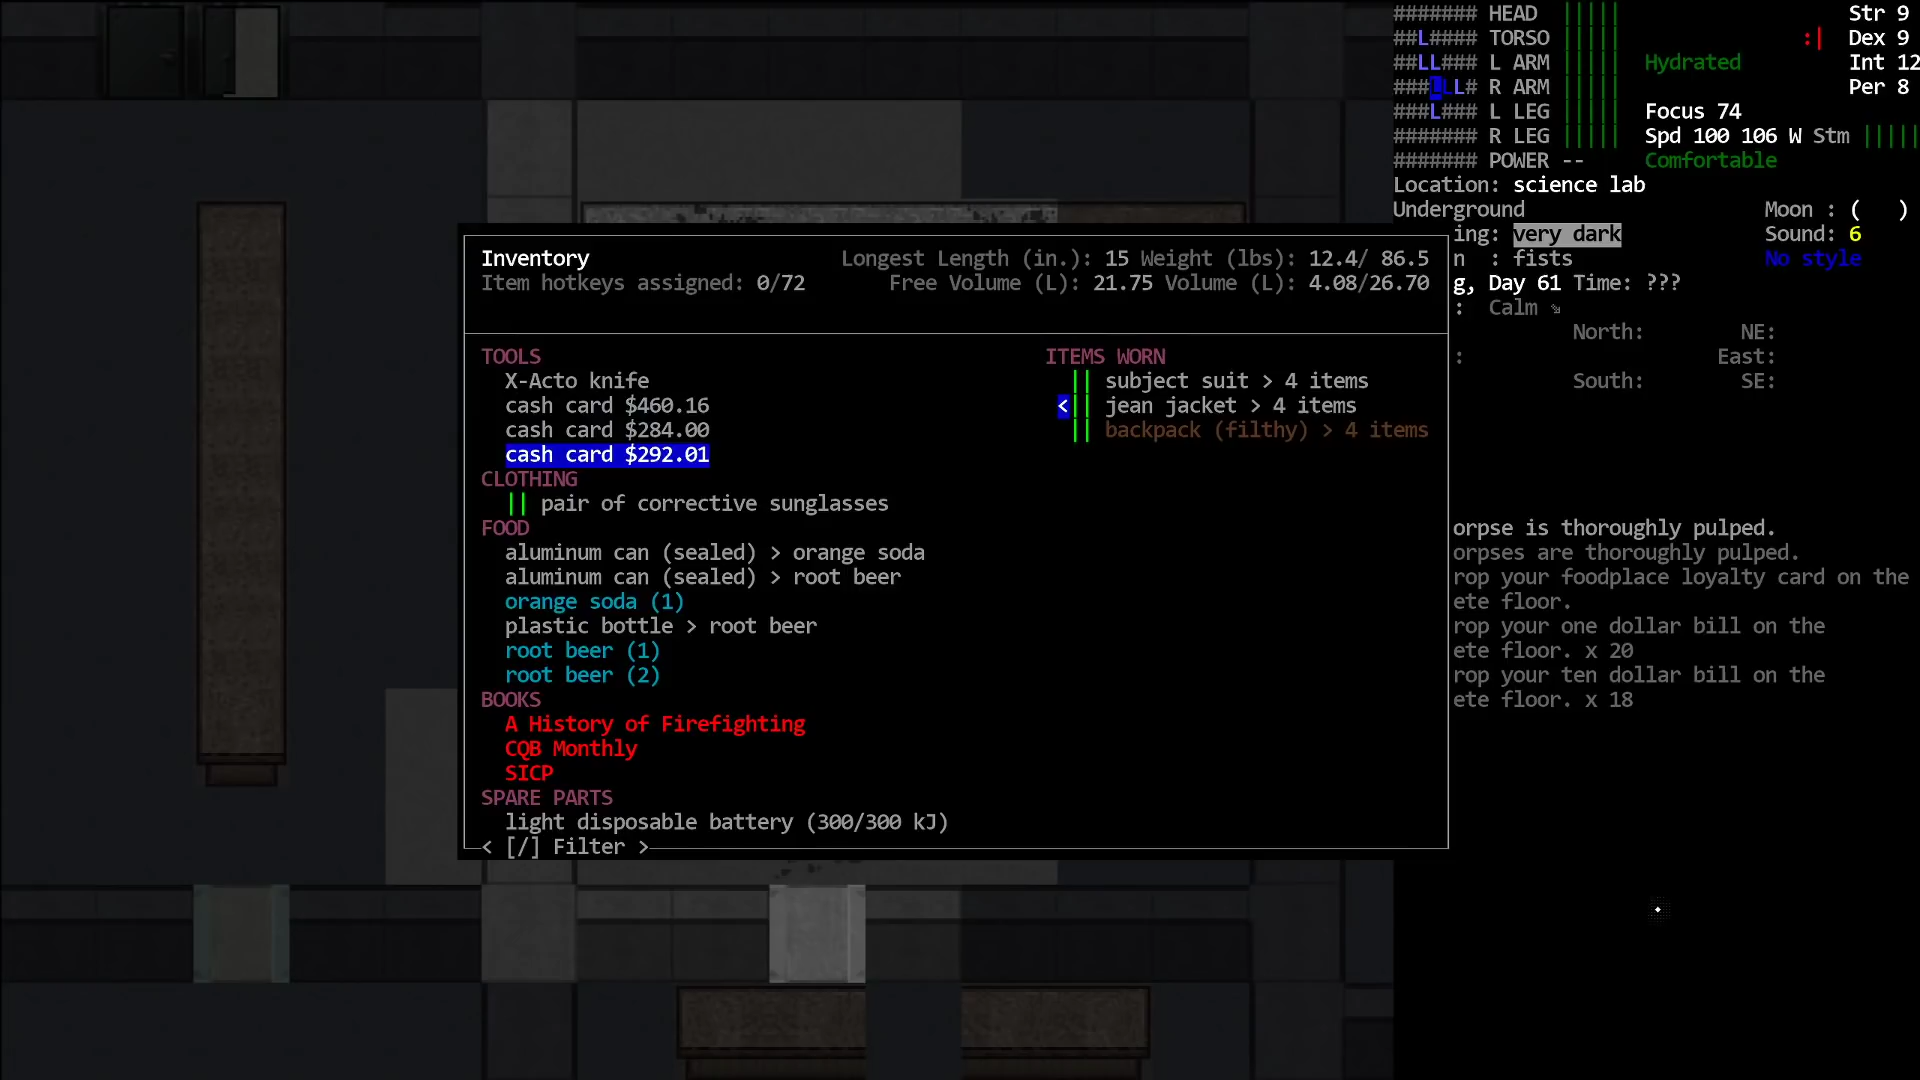 Inventory Longest Length (in.): 15 Weight (lbs): 12.4/ 86.5
Item hotkeys assigned: 0/72 Free Volume (L): 21.75 Volume (L): 4.08/26.70
TOOLS
X-Acto knife
cash card $460.16
cash card $284.00
cash card $292.01
CLOTHING
|| pair of corrective sunglasses
FOOD
aluminum can (sealed) > orange soda
aluminum can (sealed) > root beer
orange soda (1)
plastic bottle > root beer
root beer (1)
root beer (2)
BOOKS
A History of Firefighting
CQB Monthly
SICP
SPARE PARTS
light disposable battery (300/300 kJ)
< [/] Filter >
ITEMS WORN
|| subject suit > 4 items
<|| jean jacket > 4 items
|| backpack (filthy) > 4 items
####### HEAD ||||| Str 9
##L#### TORSO ||||| :| Dex 9
##LL### L ARM ||||| Hydrated Int 12
###LLL# R ARM ||||| Per 8
###L### L LEG ||||| Focus 74
####### R LEG ||||| Spd 100 106 W Stm |||||
####### POWER -- Comfortable
Location: science lab
Underground Moon : ( )
ing: very dark Sound: 6
n : fists No style
g, Day 61 Time: ???
: Calm
North: NE:
: East:
South: SE:
orpse is thoroughly pulped.
orpses are thoroughly pulped.
rop your foodplace loyalty card on the
ete floor.
rop your one dollar bill on the
ete floor. x 20
rop your ten dollar bill on the
ete floor. x 18